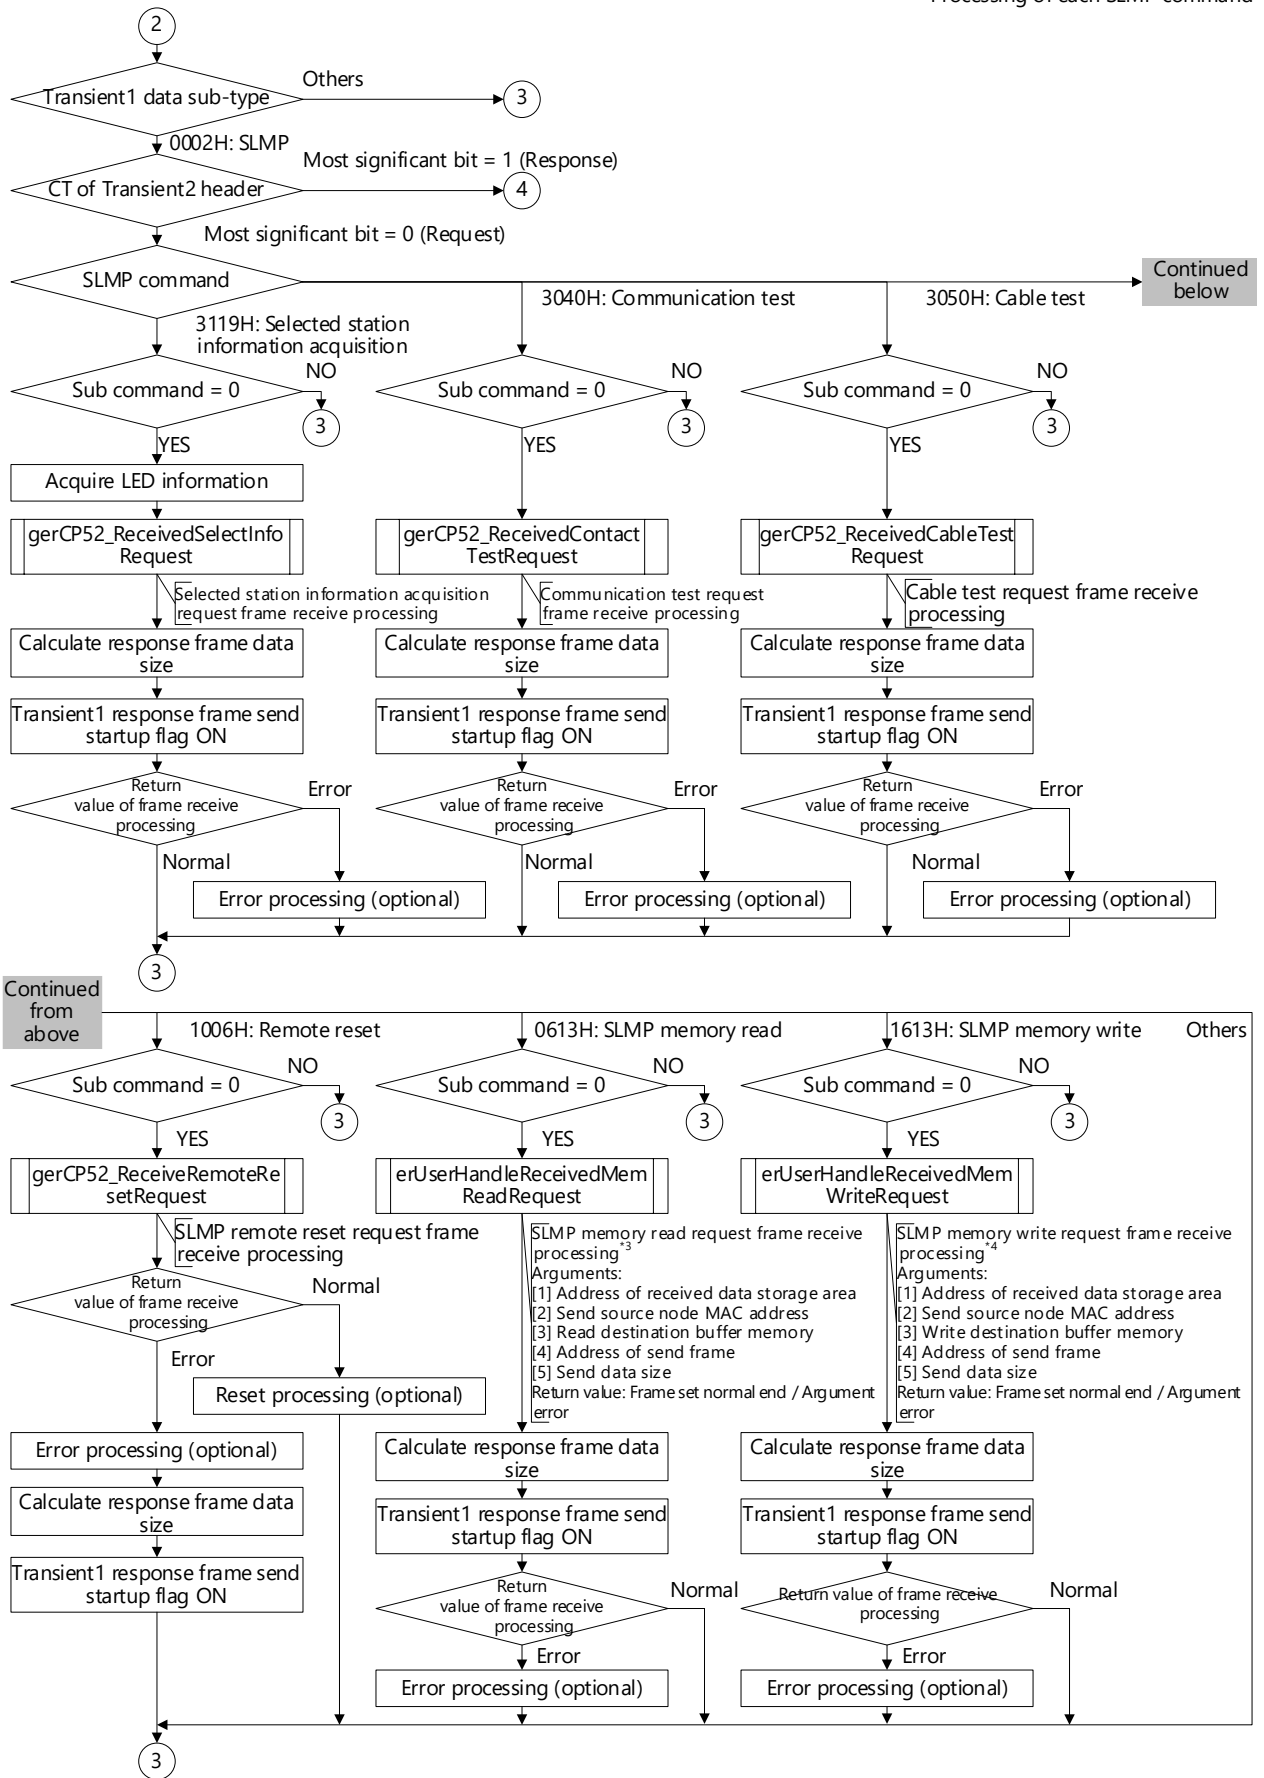 Processing of each SLMP command
2
Others
Transient1 data sub-type
3
0002H: SLMP
Most significant bit = 1 (Response)
CT of Transient2 header
4
Most significant bit = 0 (Request)
SLMP command
Continued
below
3040H: Communication test
3050H: Cable test
3119H: Selected station
information acquisition
NO
NO
NO
Sub command = 0
Sub command = 0
Sub command = 0
3
3
3
YES
YES
YES
Acquire LED information
gerCP52_ReceivedSelectInfo
Request
gerCP52_ReceivedContact
TestRequest
gerCP52_ReceivedCableTest
Request
Selected station information acquisition
request frame receive processing
Communication test request
frame receive processing
Cable test request frame receive
processing
Calculate response frame data
size
Calculate response frame data
size
Calculate response frame data
size
Transient1 response frame send
startup flag ON
Transient1 response frame send
startup flag ON
Transient1 response frame send
startup flag ON
Return
value of frame receive
processing
Error
Return
value of frame receive
processing
Error
Return
value of frame receive
processing
Error
Normal
Normal
Normal
Error processing (optional)
Error processing (optional)
Error processing (optional)
3
Continued
from
above
1006H: Remote reset
0613H: SLMP memory read
1613H: SLMP memory write
Others
NO
NO
NO
Sub command = 0
Sub command = 0
Sub command = 0
3
3
3
YES
YES
YES
gerCP52_ReceiveRemoteRe
setRequest
erUserHandleReceivedMem
ReadRequest
erUserHandleReceivedMem
WriteRequest
SLMP remote reset request frame
receive processing
SLMP memory read request frame receive
processing*3
Arguments:
[1] Address of received data storage area
[2] Send source node MAC address
[3] Read destination buffer memory
[4] Address of send frame
[5] Send data size
Return value: Frame set normal end / Argument
error
SLMP memory write request frame receive
processing*4
Arguments:
[1] Address of received data storage area
[2] Send source node MAC address
[3] Write destination buffer memory
[4] Address of send frame
[5] Send data size
Return value: Frame set normal end / Argument
error
Return
value of frame receive
processing
Normal
Error
Reset processing (optional)
Error processing (optional)
Calculate response frame data
size
Calculate response frame data
size
Calculate response frame data
size
Transient1 response frame send
startup flag ON
Transient1 response frame send
startup flag ON
Transient1 response frame send
startup flag ON
Return
value of frame receive
processing
Normal
Return value of frame receive
processing
Normal
Error
Error
Error processing (optional)
Error processing (optional)
3